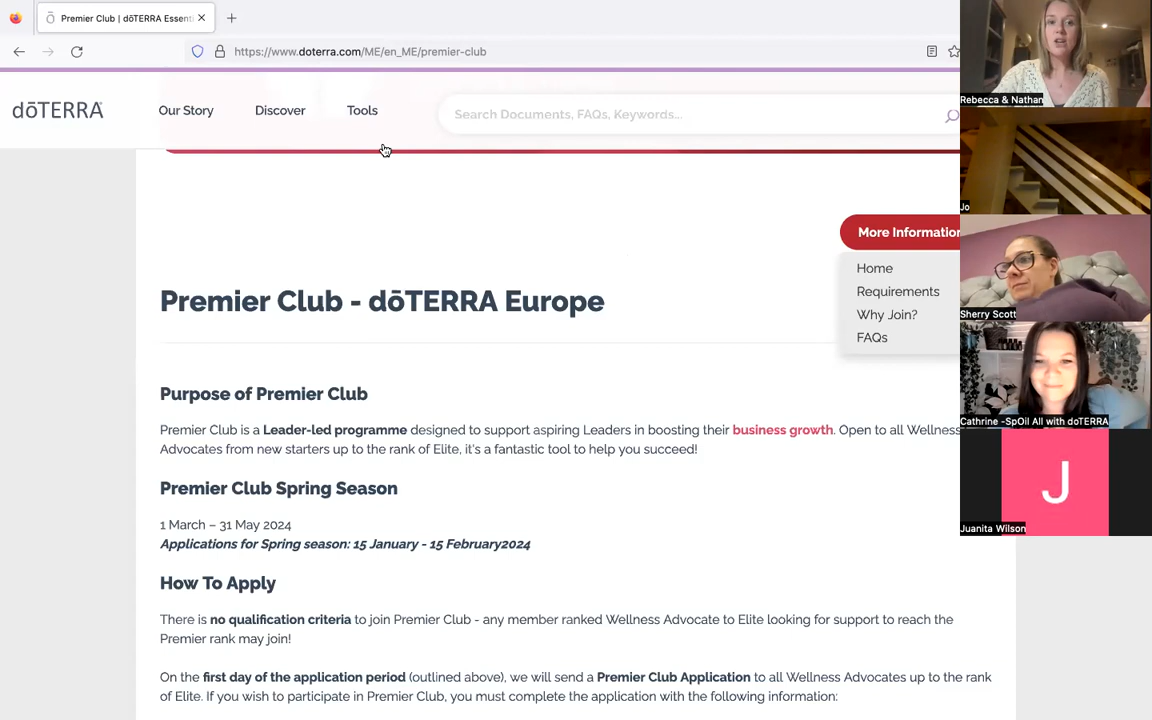 Premier Club | dōTERRA Essenti
https://www.doterra.com/ME/en_ME/premier-club
dōTERRA
Our Story
Discover
Tools
Search Documents, FAQs, Keywords...
More Information
Home
Requirements
Why Join?
FAQs
Premier Club - dōTERRA Europe
Purpose of Premier Club
Premier Club is a Leader-led programme designed to support aspiring Leaders in boosting their business growth. Open to all Wellness
Advocates from new starters up to the rank of Elite, it's a fantastic tool to help you succeed!
Premier Club Spring Season
1 March – 31 May 2024
Applications for Spring season: 15 January - 15 February2024
How To Apply
There is no qualification criteria to join Premier Club - any member ranked Wellness Advocate to Elite looking for support to reach the
Premier rank may join!
On the first day of the application period (outlined above), we will send a Premier Club Application to all Wellness Advocates up to the rank
of Elite. If you wish to participate in Premier Club, you must complete the application with the following information:
Rebecca & Nathan
Jo
Sherry Scott
Cathrine -SpOil All with doTERRA
J
Juanita Wilson